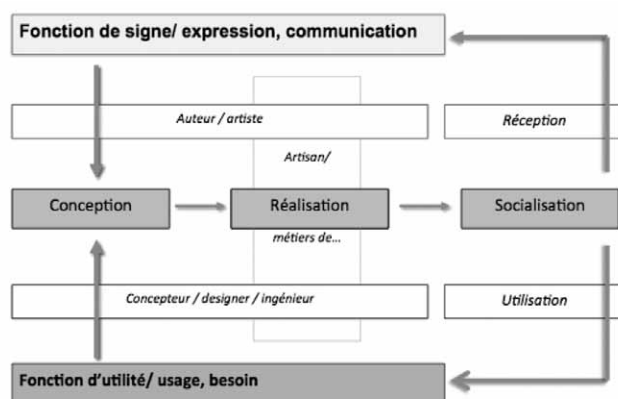 Fonction de signe/ expression, communication
Auteur / artiste
Réception
Artisan/
Conception
Réalisation
Socialisation
métiers de...
Concepteur / designer / ingénieur
Utilisation
Fonction d'utilité/ usage, besoin